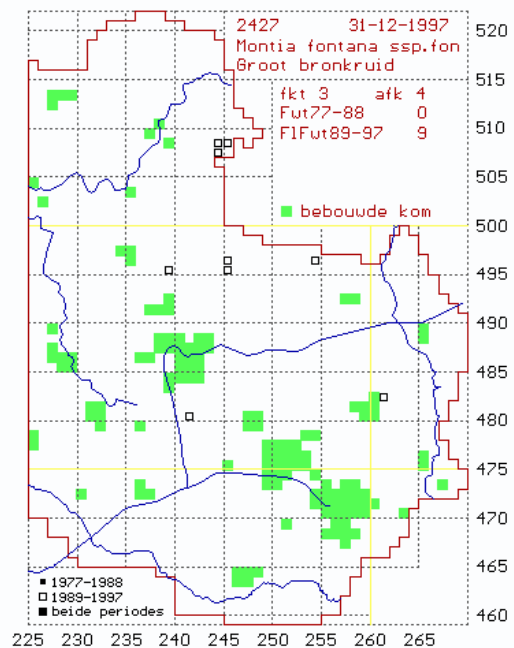 2427 31-12-1997
Montia fontana ssp.fon
Groot bronkruid
fkt 3 afk 4
Fwt77-88 0
FlFwt89-97 9
bebouwde kom
520
515
510
505
500
495
490
485
480
475
470
465
460
1977-1988
1989-1997
beide periodes
225 230 235 240 245 250 255 260 265